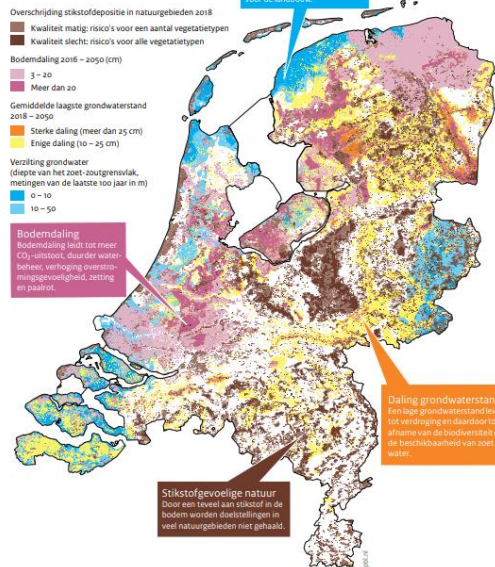 voor de landbouw.
Overschrijding stikstofdepositie in natuurgebieden 2018
Kwaliteit matig: risico's voor een aantal vegetatietypen
Kwaliteit slecht: risico's voor alle vegetatietypen
Bodemdaling 2016 – 2050 (cm)
3 – 20
Meer dan 20
Gemiddelde laagste grondwaterstand
2018 – 2050
Sterke daling (meer dan 25 cm)
Enige daling (10 – 25 cm)
Verzilting grondwater
(diepte van het zoet-zoutgrensvlak,
metingen van de laatste 100 jaar in m)
0 – 10
10 – 50
Bodemdaling
Bodemdaling leidt tot meer
CO₂-uitstoot, duurder water-
beheer, verhoging overstro-
mingsgevoeligheid, zetting
en paalrot.
Daling grondwaterstan
Een lage grondwaterstand lei
tot verdroging en daardoor to
afname van de biodiversiteit
de beschikbaarheid van zoet
water.
Stikstofgevoelige natuur
Door een teveel aan stikstof in de
bodem worden doelstellingen in
veel natuurgebieden niet gehaald.
pbl.nl